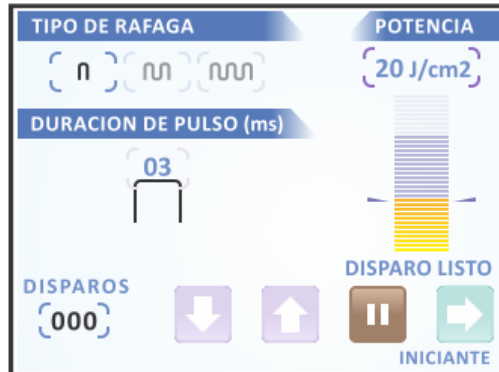 TIPO DE RAFAGA
POTENCIA
20 J/cm2
DURACION DE PULSO (ms)
03
DISPARO LISTO
DISPAROS
000
INICIANTE